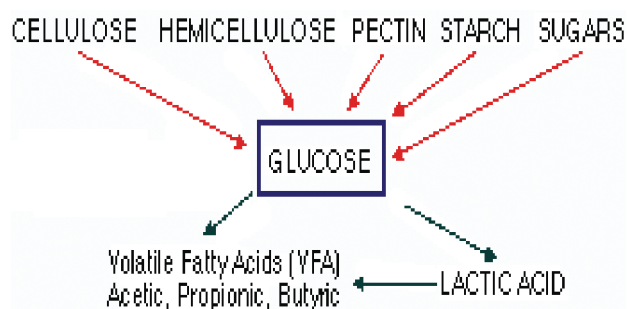 CELLULOSE HEMICELLULOSE PECTIN STARCH SUGARS
GLUCOSE
Volatile Fatty Acids (VFA)
Acetic, Propionic, Butyric
LACTIC ACID